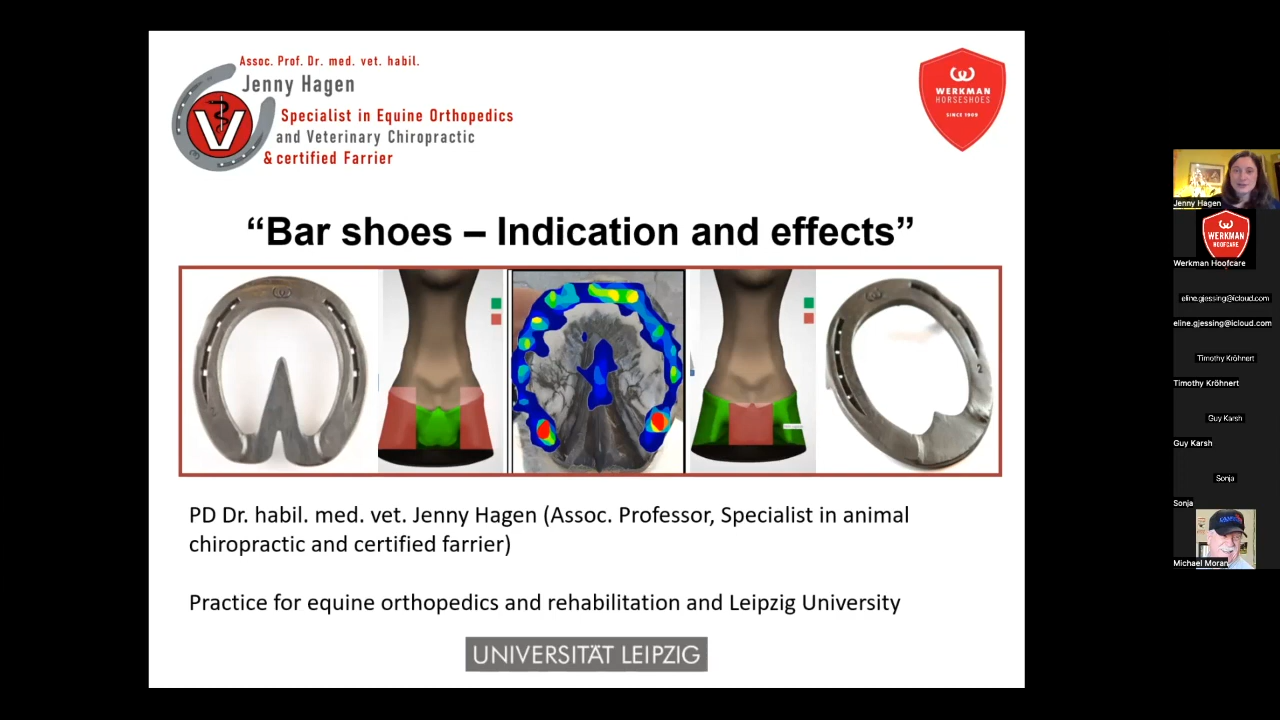 Assoc. Prof. Dr. med. vet. habil.
Jenny Hagen
Specialist in Equine Orthopedics
and Veterinary Chiropractic
& certified Farrier
V
WERKMAN
HORSESHOES
SINCE 1909
“Bar shoes – Indication and effects”
2
PD Dr. habil. med. vet. Jenny Hagen (Assoc. Professor, Specialist in animal
chiropractic and certified farrier)
Practice for equine orthopedics and rehabilitation and Leipzig University
UNIVERSITÄT LEIPZIG
Jenny Hagen
WERKMAN
HOOFCARE
Werkman Hoofcare
eline.gjessing@icloud.com
eline.gjessing@icloud.com
Timothy Kröhnert
Timothy Kröhnert
Guy Karsh
Guy Karsh
Sonja
Sonja
Michael Moran